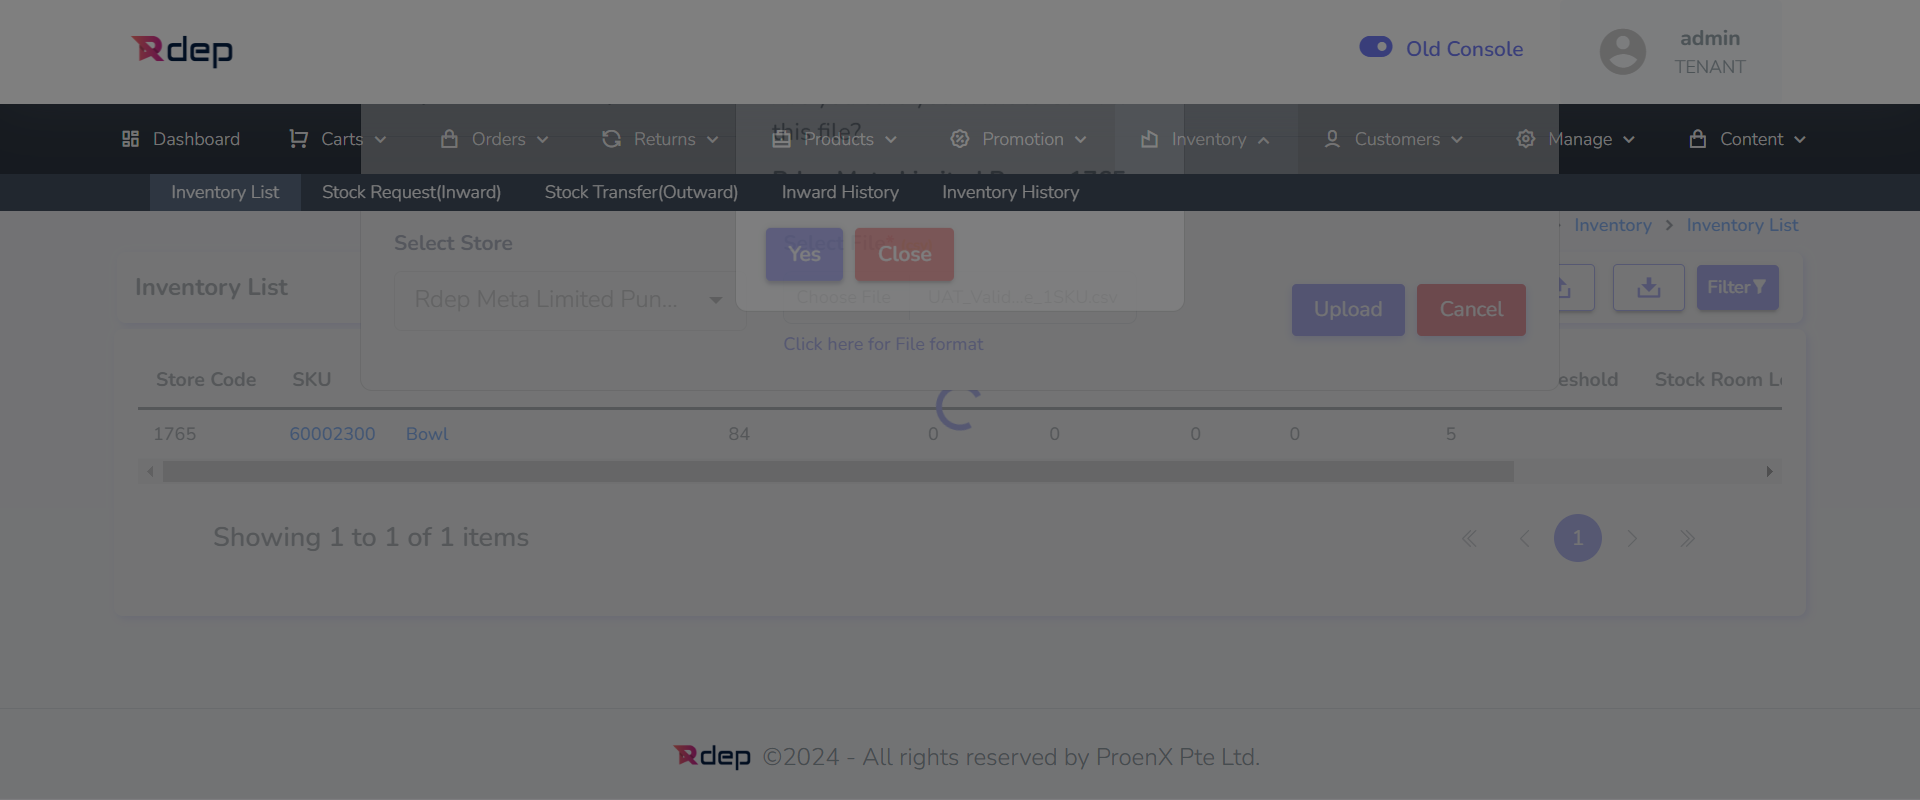 Rdep
Old Console
admin
TENANT
Dashboard
Carts
Orders
Returns
Products
Promotion
Inventory
Customers
Manage
Content
this file?
Inventory List
Stock Request(Inward)
Stock Transfer(Outward)
Inward History
Inventory History
Inventory > Inventory List
Select Store
Select File
Yes
Close
Inventory List
Rdep Meta Limited Pun...
Choose File
UAT_Valid...e_1SKU.csv
Upload
Cancel
Filter
Click here for File format
Store Code
SKU
Stock Room
1765
60002300
Bowl
84
0
0
0
0
5
Showing 1 to 1 of 1 items
1
Rdep ©2024 - All rights reserved by ProenX Pte Ltd.